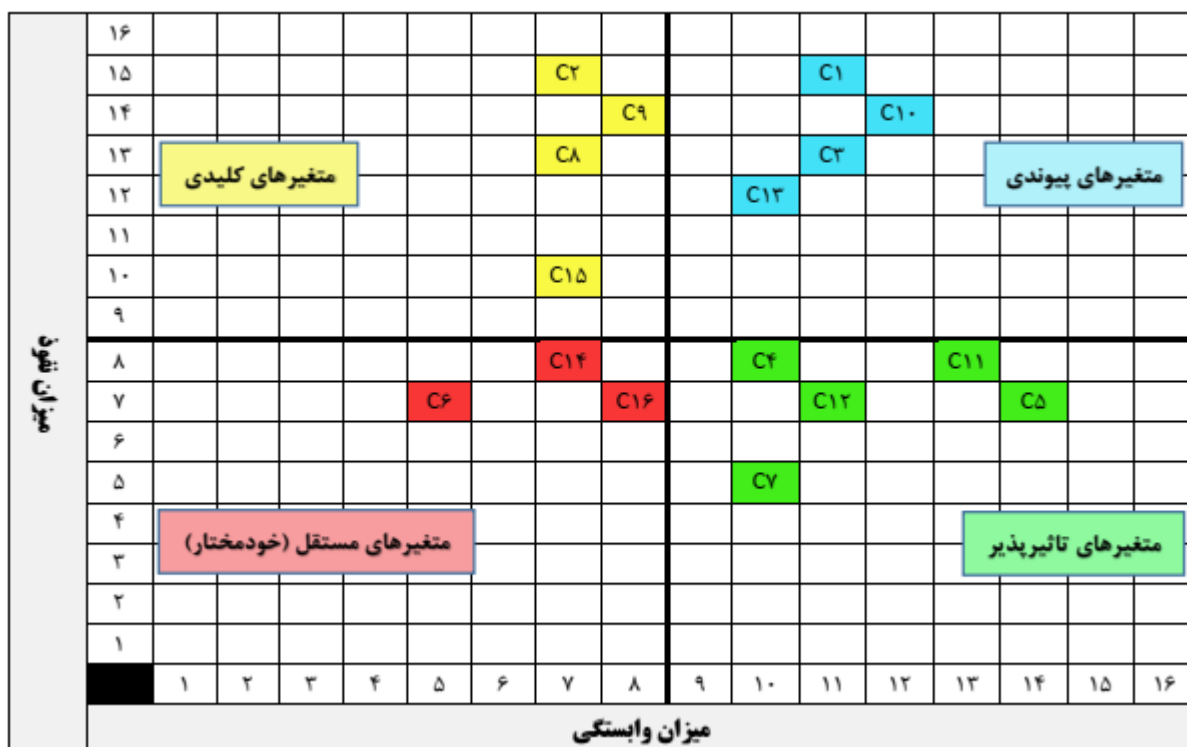 ۱۶
۱۵ C۲ C۱
۱۴ C۹ C۱۰
۱۳ C۸ C۳
متغیرهای کلیدی متغیرهای پیوندی
۱۲ C۱۳
۱۱
۱۰ C۱۵
۹
میزان نفوذ
۸ C۱۴ C۴ C۱۱
۷ C۶ C۱۶ C۱۲ C۵
۶
۵ C۷
۴
متغیرهای مستقل (خودمختار) متغیرهای تاثیرپذیر
۳
۲
۱
۱ ۲ ۳ ۴ ۵ ۶ ۷ ۸ ۹ ۱۰ ۱۱ ۱۲ ۱۳ ۱۴ ۱۵ ۱۶
میزان وابستگی